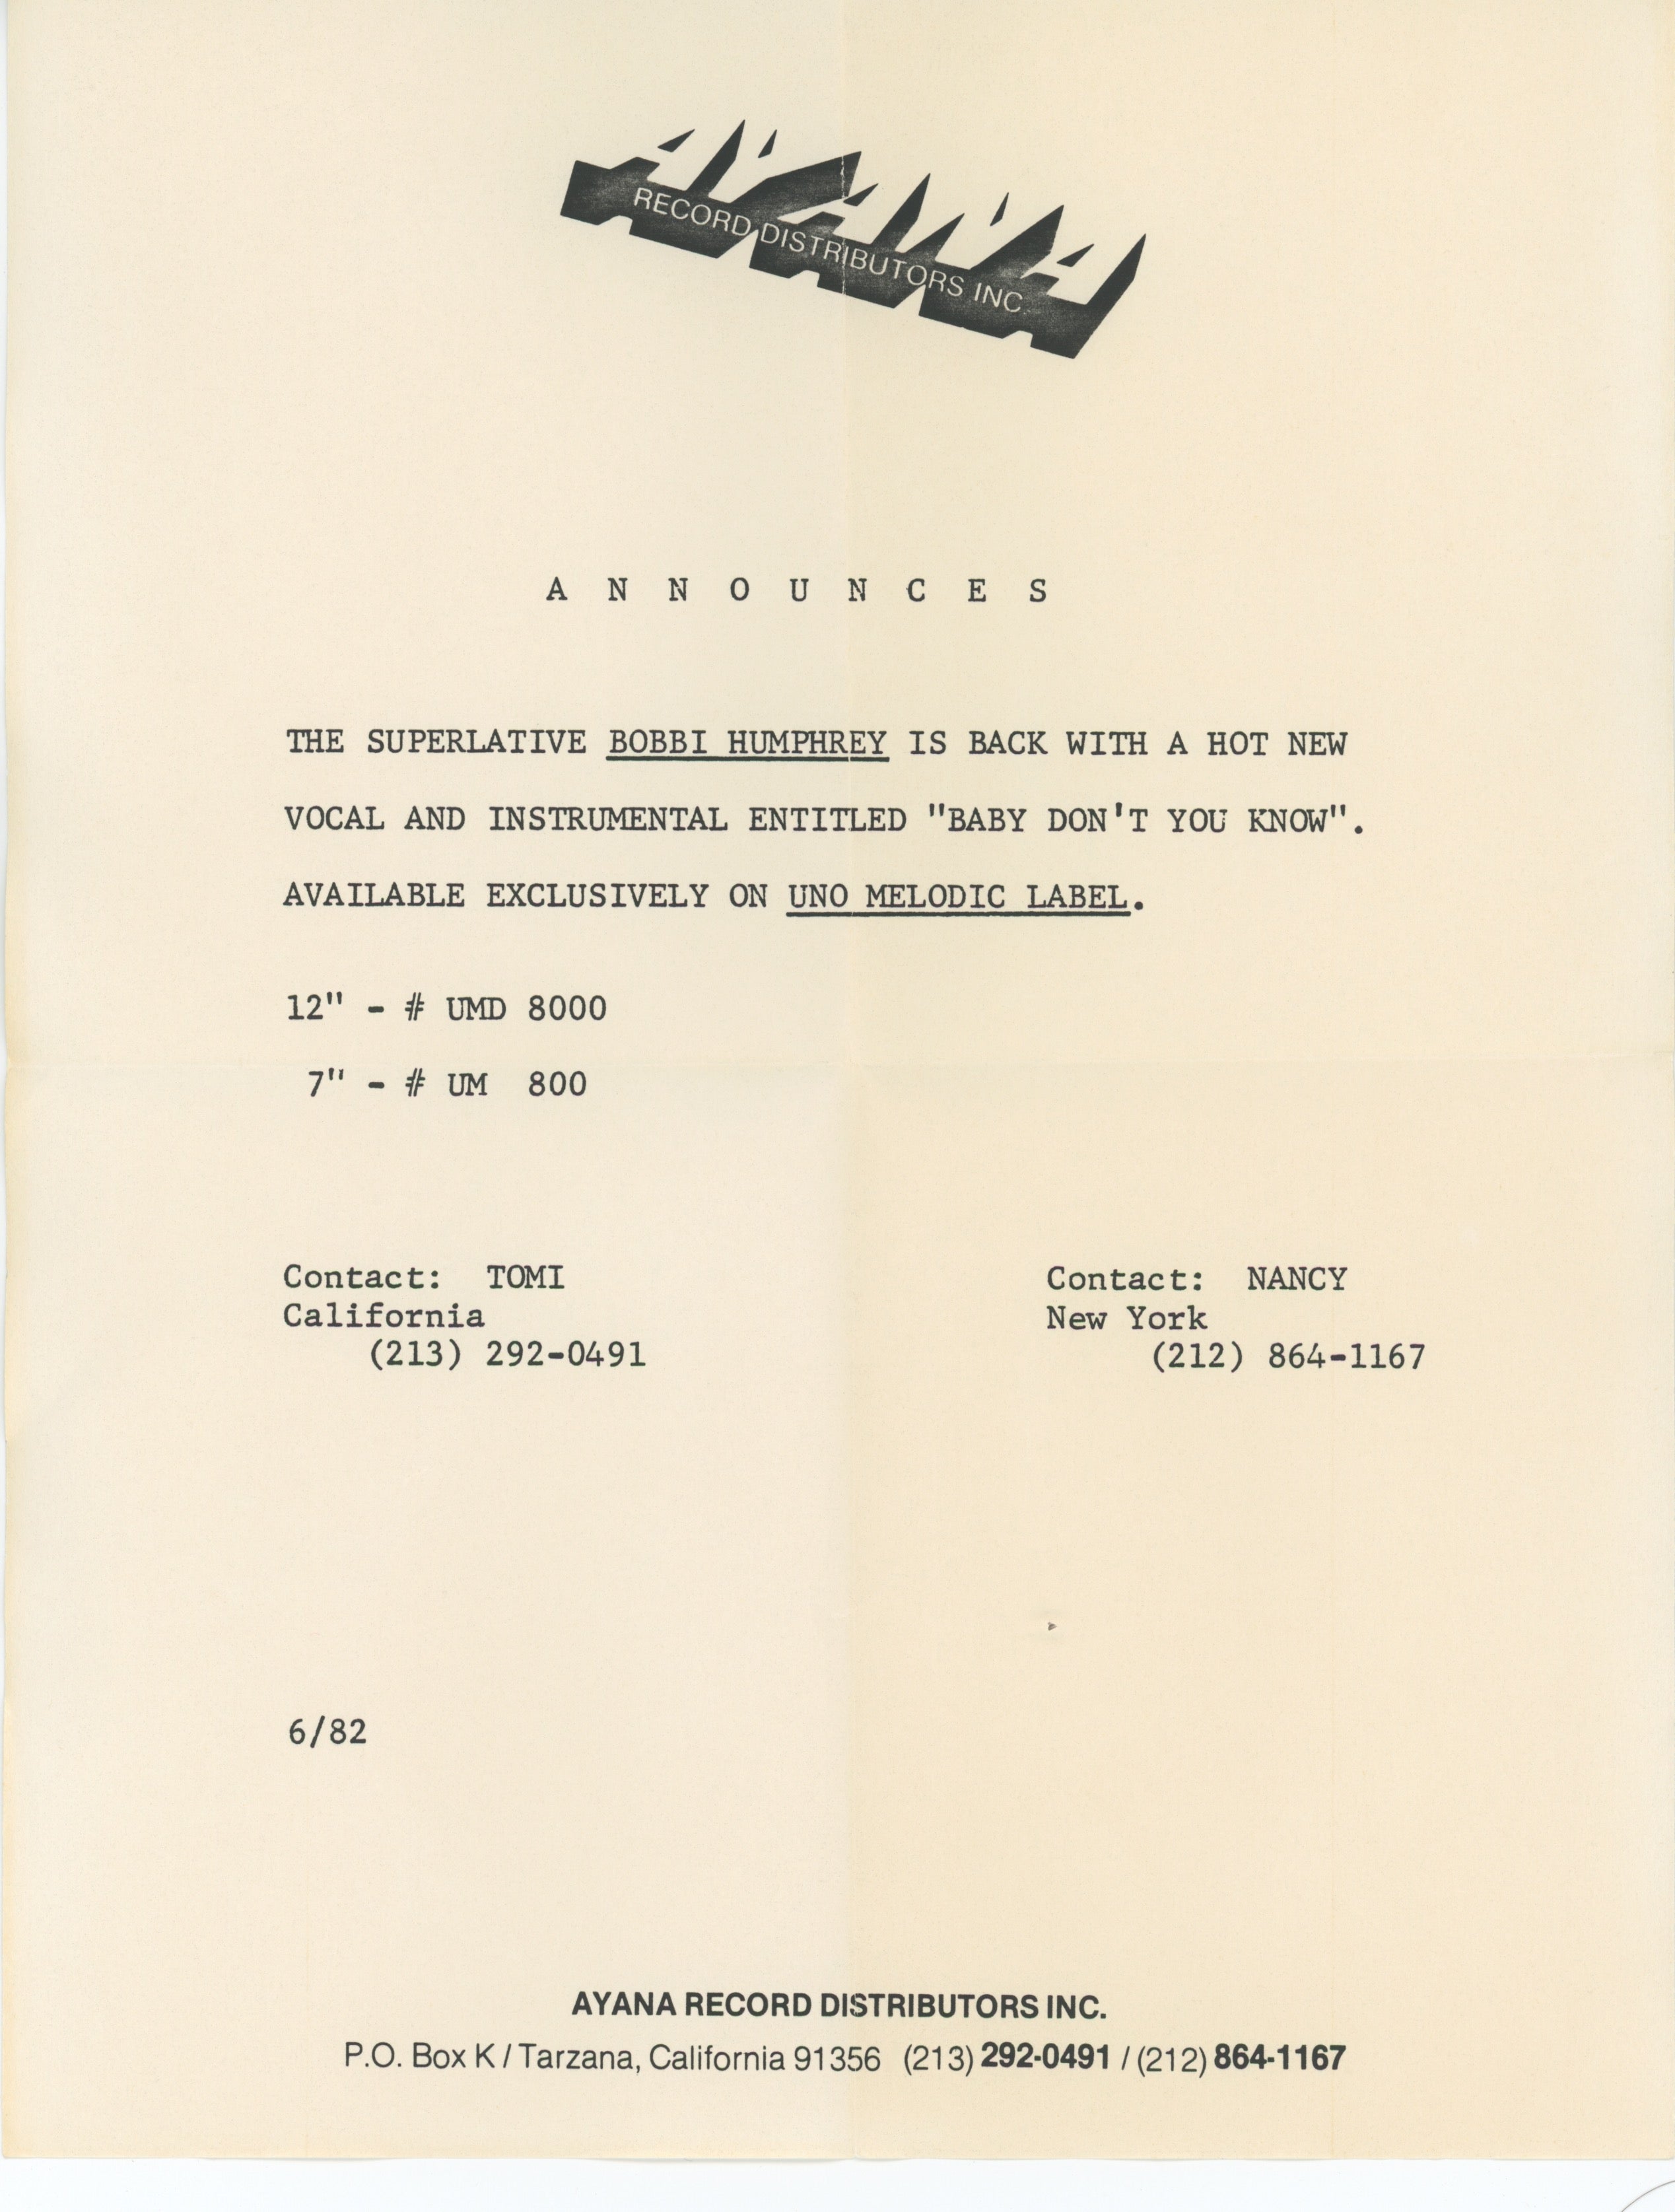 AYANA
RECORD DISTRIBUTORS INC.
A N N O U N C E S
THE SUPERLATIVE BOBBI HUMPHREY IS BACK WITH A HOT NEW
VOCAL AND INSTRUMENTAL ENTITLED "BABY DON'T YOU KNOW".
AVAILABLE EXCLUSIVELY ON UNO MELODIC LABEL.
12" - # UMD 8000
7" - # UM 800
Contact: TOMI
California
(213) 292-0491
Contact: NANCY
New York
(212) 864-1167
6/82
AYANA RECORD DISTRIBUTORS INC.
P.O. Box K / Tarzana, California 91356 (213) 292-0491 / (212) 864-1167